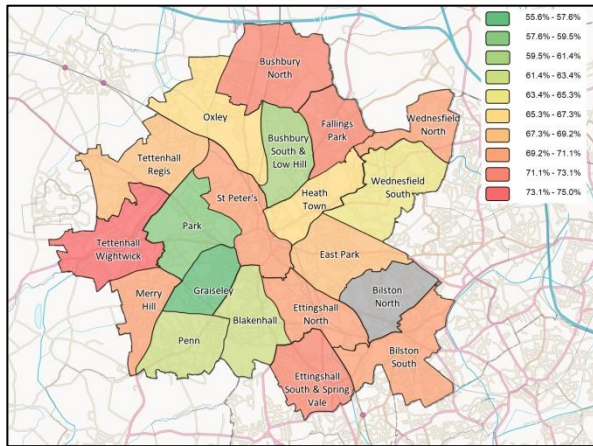 55.6% - 57.6%
57.6% - 59.5%
59.5% - 61.4%
61.4% - 63.4%
63.4% - 65.3%
65.3% - 67.3%
67.3% - 69.2%
69.2% - 71.1%
71.1% - 73.1%
73.1% - 75.0%
Bushbury
North
Oxley
Bushbury
South &
Low Hill
Fallings
Park
Wednesfield
North
Tettenhall
Regis
St Peter's
Heath
Town
Wednesfield
South
Park
Tettenhall
Wightwick
East Park
Merry
Hill
Graiseley
Bilston
North
Blakenhall
Ettingshall
North
Penn
Bilston
South
Ettingshall
South & Spring
Vale